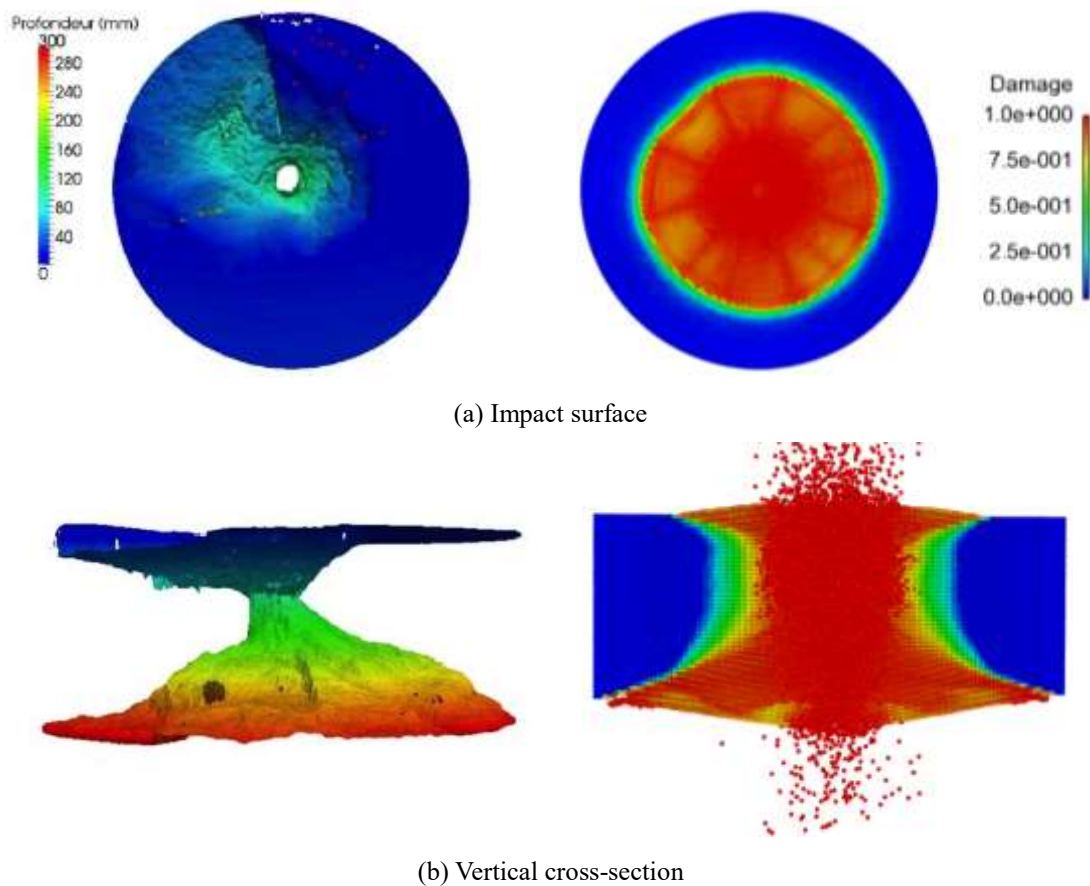 Profondeur (mm)
300
280
240
200
160
120
80
40
0
Damage
1.0e+000
7.5e-001
5.0e-001
2.5e-001
0.0e+000
(a) Impact surface
(b) Vertical cross-section